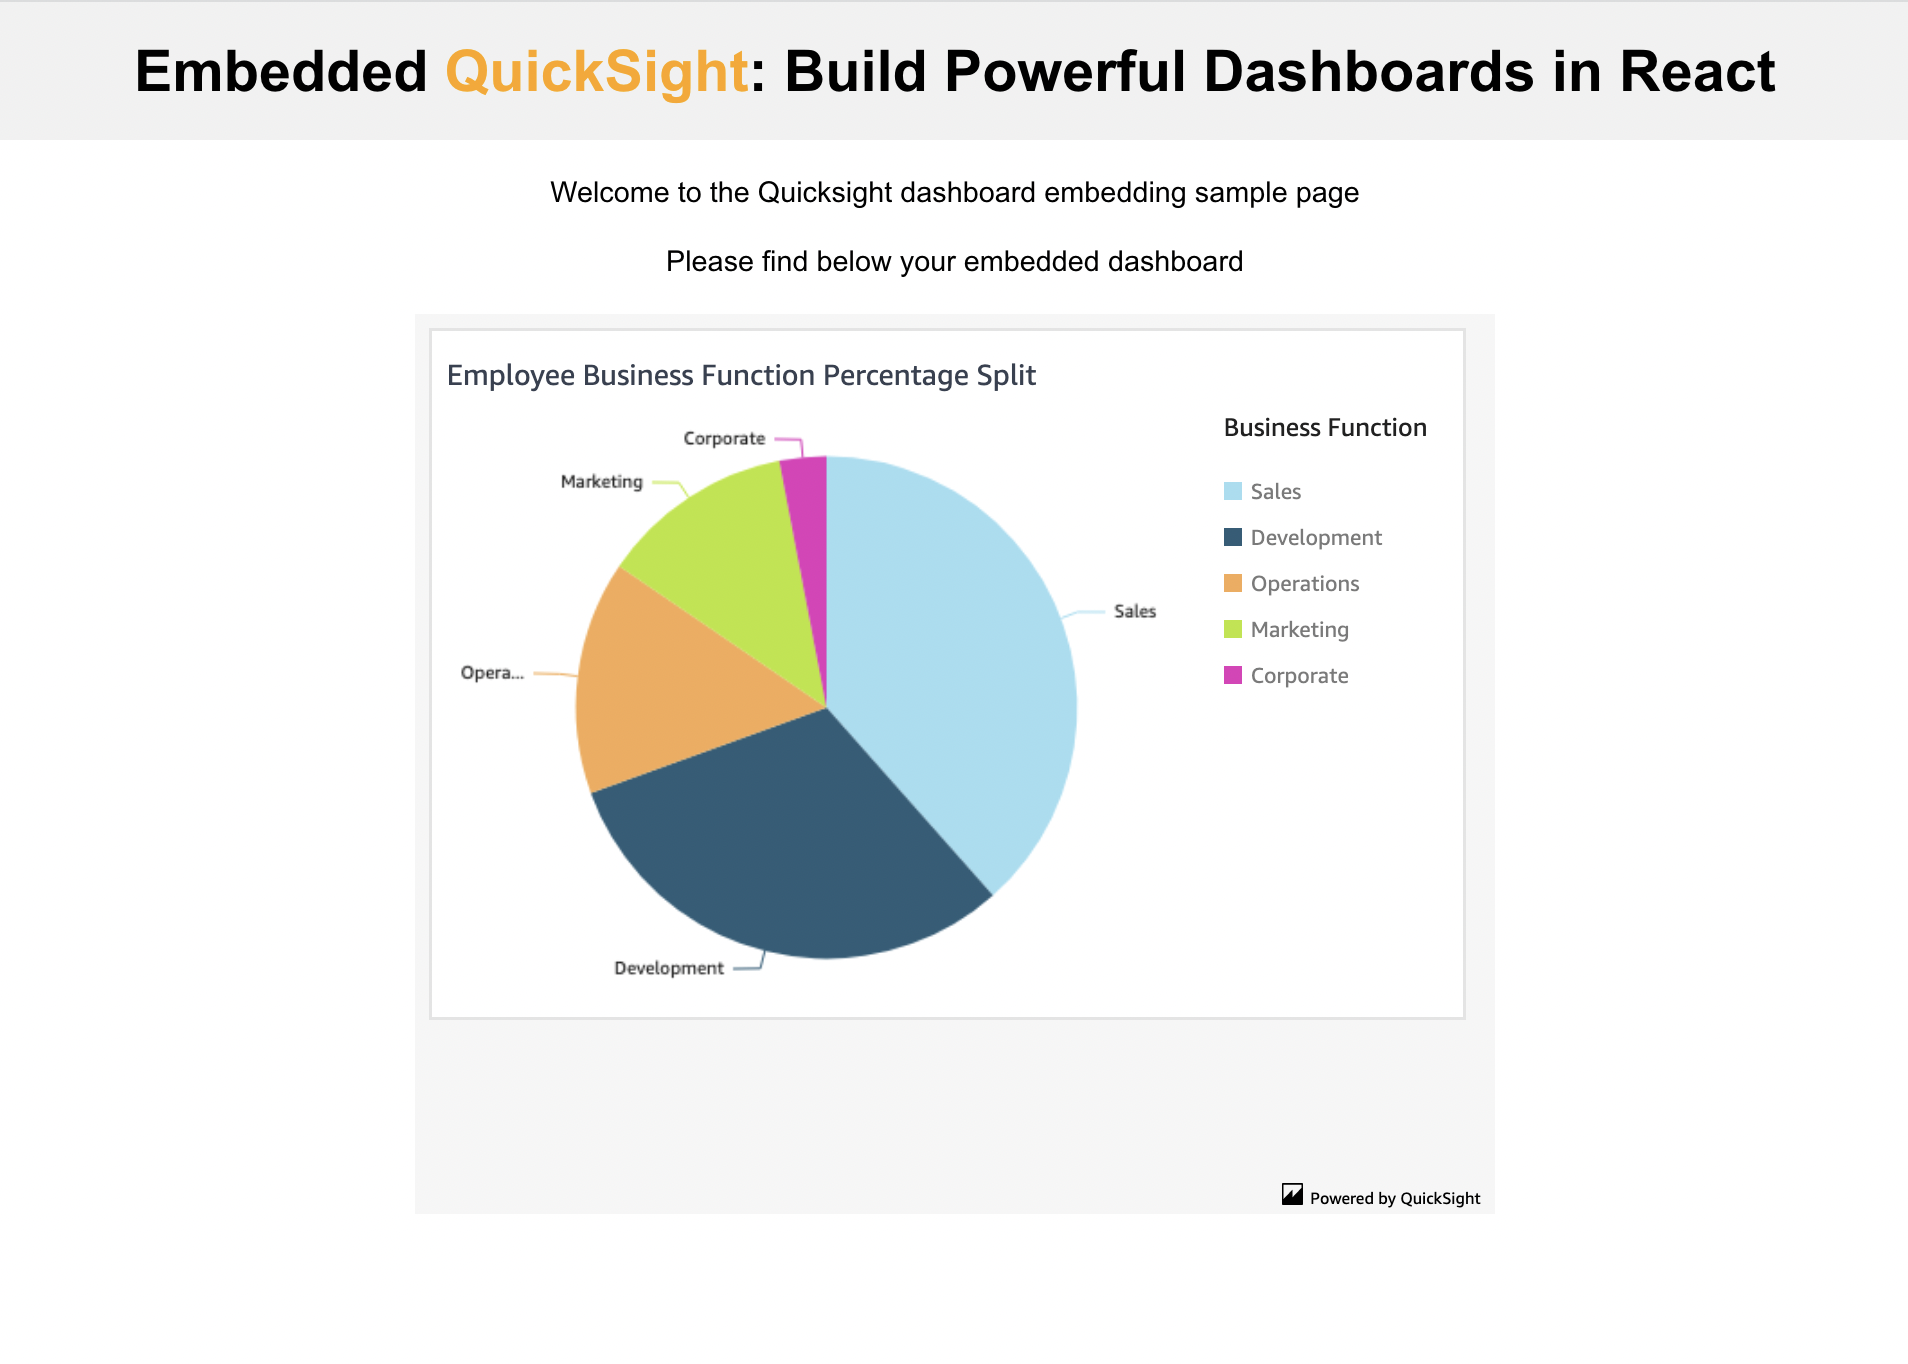 Embedded QuickSight: Build Powerful Dashboards in React
Welcome to the Quicksight dashboard embedding sample page
Please find below your embedded dashboard
Employee Business Function Percentage Split
Corporate
Marketing
Sales
Opera...
Development
Business Function
Sales
Development
Operations
Marketing
Corporate
Powered by QuickSight